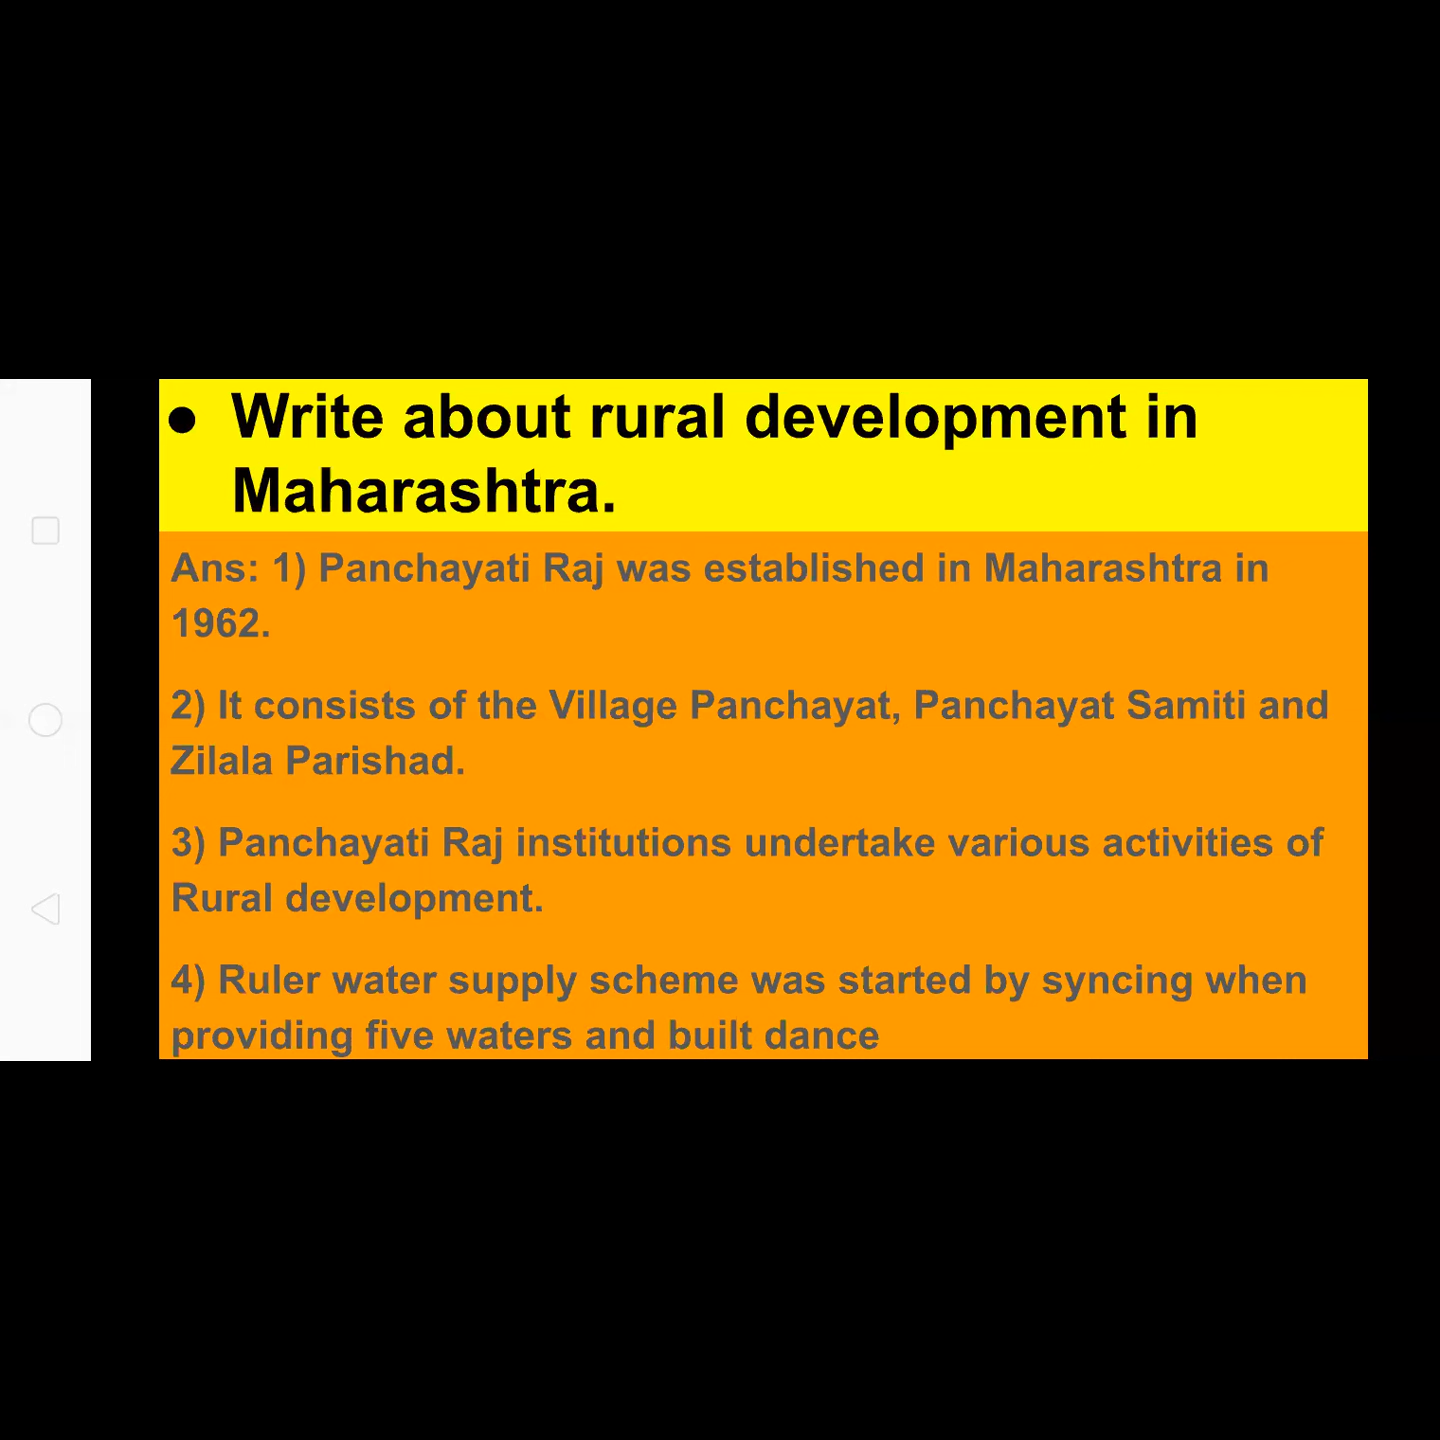 ● Write about rural development in
Maharashtra.
Ans: 1) Panchayati Raj was established in Maharashtra in
1962.
2) It consists of the Village Panchayat, Panchayat Samiti and
Zilala Parishad.
3) Panchayati Raj institutions undertake various activities of
Rural development.
4) Ruler water supply scheme was started by syncing when
providing five waters and built dance